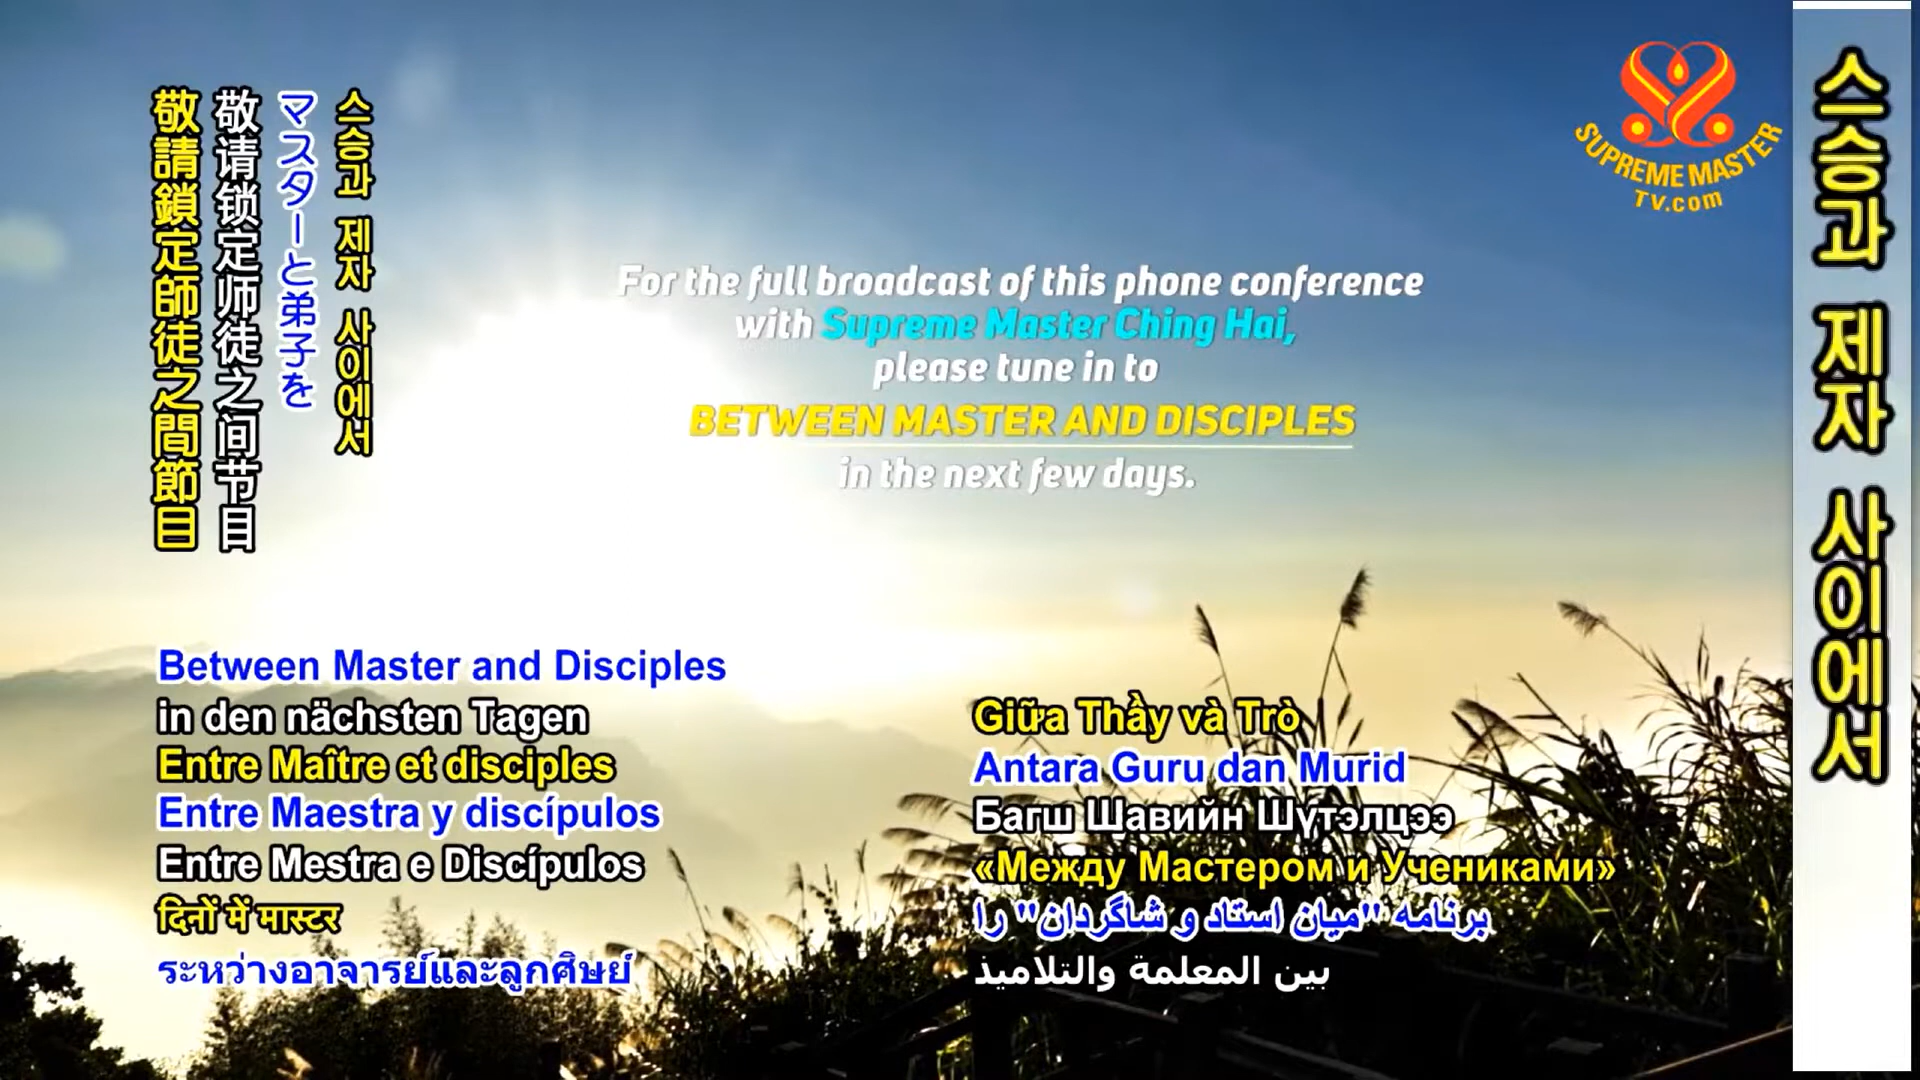 敬請鎖定師徒之間節目
敬请锁定师徒之间节目
マスターと弟子を
스승과 제자 사이에서
SUPREME MASTER
TV.com
스승과 제자 사이에서
For the full broadcast of this phone conference
with Supreme Master Ching Hai,
please tune in to
BETWEEN MASTER AND DISCIPLES
in the next few days.
Between Master and Disciples
in den nächsten Tagen
Entre Maître et disciples
Entre Maestra y discípulos
Entre Mestra e Discípulos
दिनों में मास्टर
ระหว่างอาจารย์และลูกศิษย์
Giữa Thầy và Trò
Antara Guru dan Murid
Багш Шавийн Шүтэлцээ
«Между Мастером и Учениками»
برنامه "میان استاد و شاگردان" را
بين المعلمة والتلاميذ